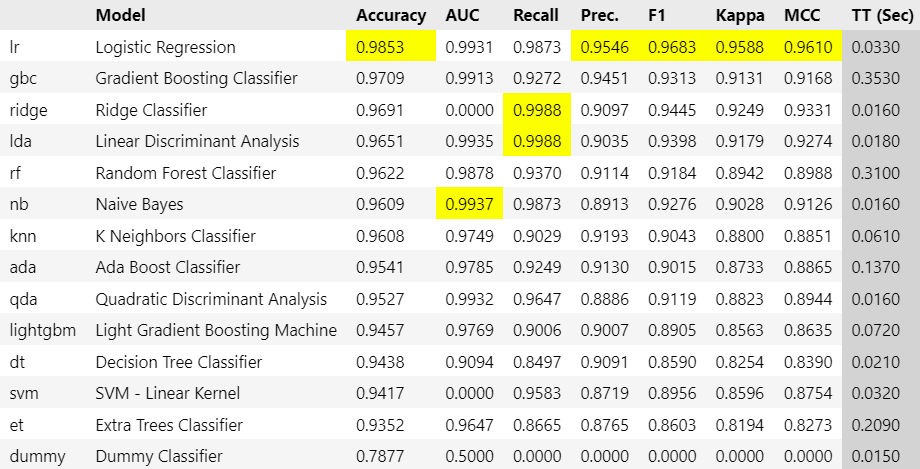 Model Accuracy AUC Recall Prec. F1 Kappa MCC TT (Sec)
lr Logistic Regression 0.9853 0.9931 0.9873 0.9546 0.9683 0.9588 0.9610 0.0330
gbc Gradient Boosting Classifier 0.9709 0.9913 0.9272 0.9451 0.9313 0.9131 0.9168 0.3530
ridge Ridge Classifier 0.9691 0.0000 0.9988 0.9097 0.9445 0.9249 0.9331 0.0160
lda Linear Discriminant Analysis 0.9651 0.9935 0.9988 0.9035 0.9398 0.9179 0.9274 0.0180
rf Random Forest Classifier 0.9622 0.9878 0.9370 0.9114 0.9184 0.8942 0.8988 0.3100
nb Naive Bayes 0.9609 0.9937 0.9873 0.8913 0.9276 0.9028 0.9126 0.0160
knn K Neighbors Classifier 0.9608 0.9749 0.9029 0.9193 0.9043 0.8800 0.8851 0.0610
ada Ada Boost Classifier 0.9541 0.9785 0.9249 0.9130 0.9015 0.8733 0.8865 0.1370
qda Quadratic Discriminant Analysis 0.9527 0.9932 0.9647 0.8886 0.9119 0.8823 0.8944 0.0160
lightgbm Light Gradient Boosting Machine 0.9457 0.9769 0.9006 0.9007 0.8905 0.8563 0.8635 0.0720
dt Decision Tree Classifier 0.9438 0.9094 0.8497 0.9091 0.8590 0.8254 0.8390 0.0210
svm SVM - Linear Kernel 0.9417 0.0000 0.9583 0.8719 0.8956 0.8596 0.8754 0.0320
et Extra Trees Classifier 0.9352 0.9647 0.8665 0.8765 0.8603 0.8194 0.8273 0.2090
dummy Dummy Classifier 0.7877 0.5000 0.0000 0.0000 0.0000 0.0000 0.0000 0.0150